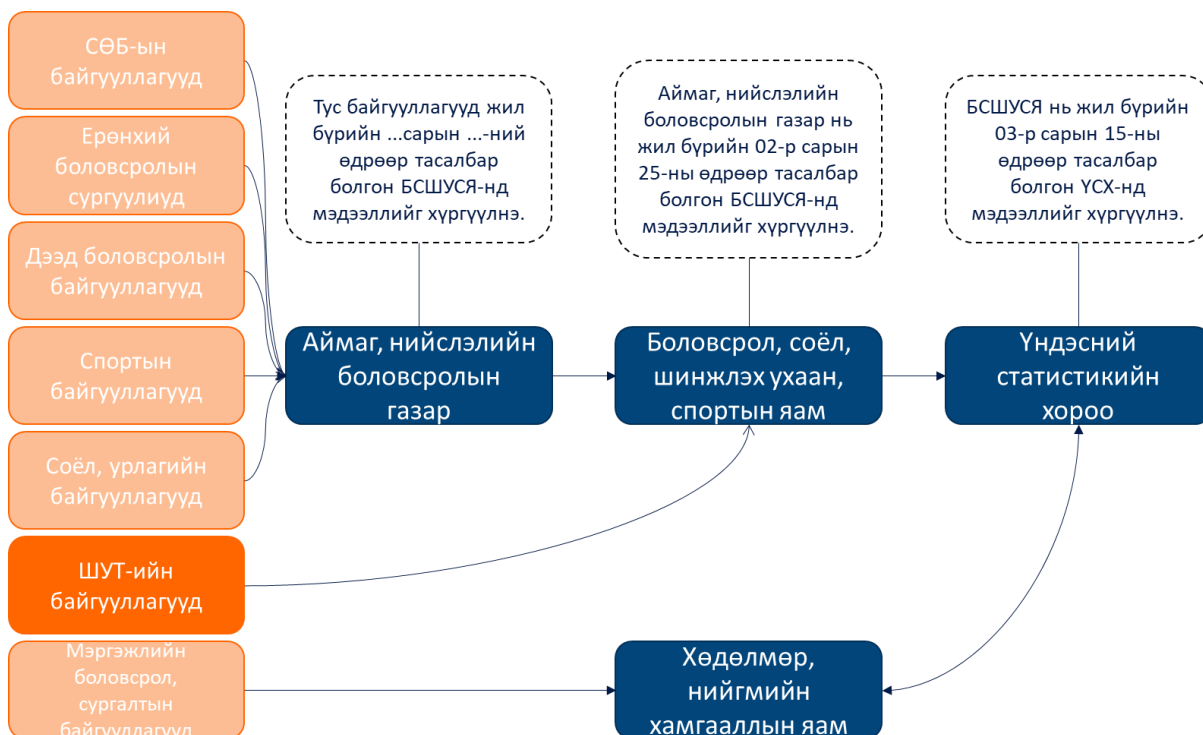 СӨБ-ын
байгууллагууд
Ерөнхий
боловсролын
сургуулиуд
Дээд боловсролын
байгууллагууд
Спортын
байгууллагууд
Соёл, урлагийн
байгууллагууд
ШУТ-ийн
байгууллагууд
Мэргэжлийн
боловсрол,
сургалтын
байгууллагууд
Тус байгууллагууд жил
бүрийн ...сарын ...-ний
өдрөөр тасалбар
болгон БСШУСЯ-нд
мэдээллийг хүргүүлнэ.
Аймаг, нийслэлийн
боловсролын
газар
Аймаг, нийслэлийн
боловсролын газар нь
жил бүрийн 02-р сарын
25-ны өдрөөр тасалбар
болгон БСШУСЯ-нд
мэдээллийг хүргүүлнэ.
Боловсрол, соёл,
шинжлэх ухаан,
спортын яам
БСШУСЯ нь жил бүрийн
03-р сарын 15-ны
өдрөөр тасалбар
болгон ҮСХ-нд
мэдээллийг хүргүүлнэ.
Үндэсний
статистикийн
хороо
Хөдөлмөр,
нийгмийн
хамгааллын яам